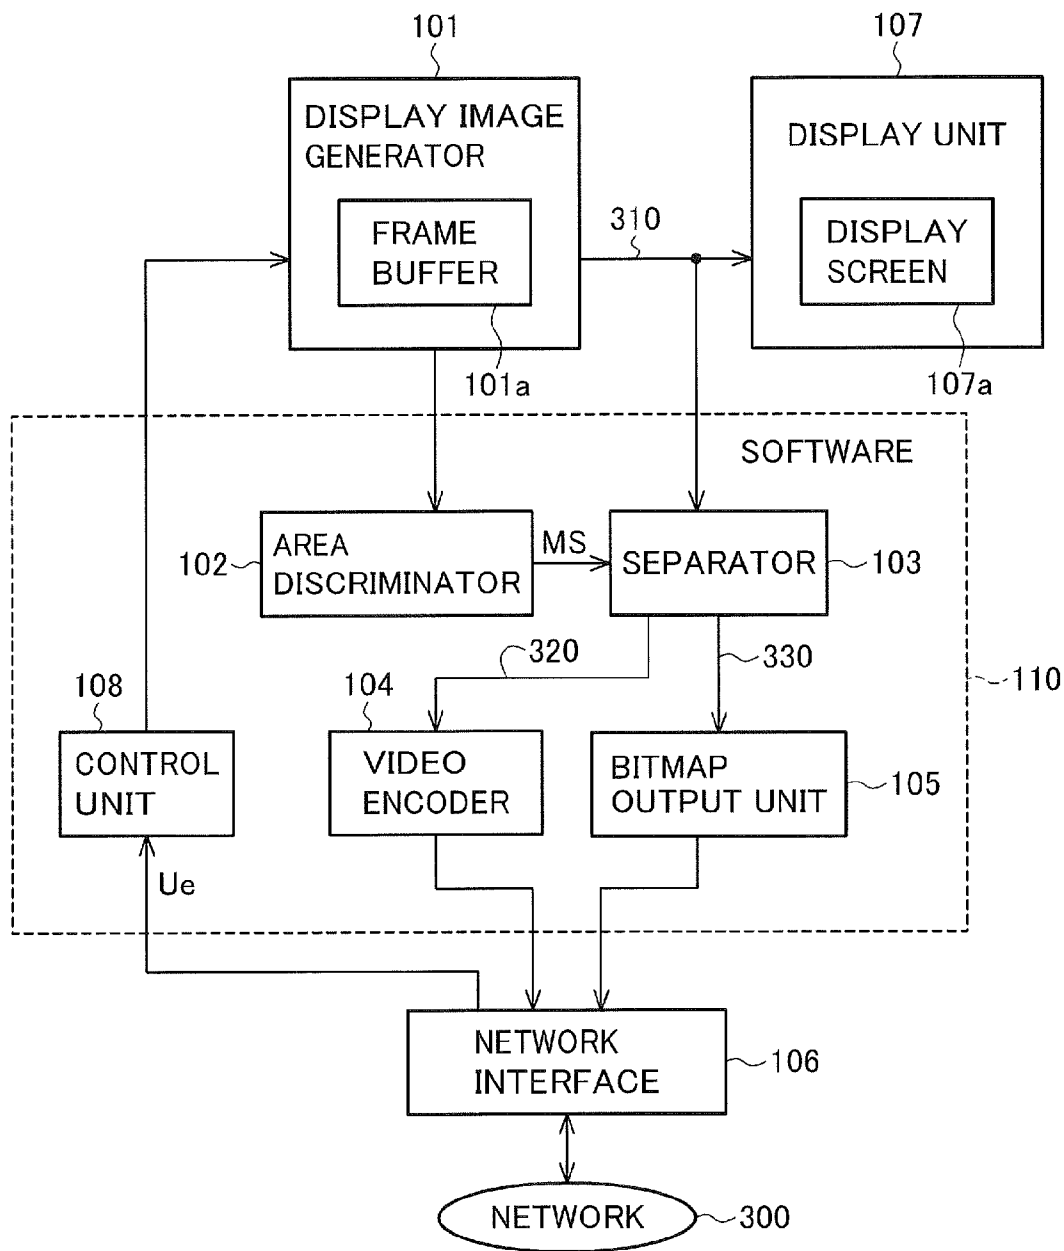 101
107
DISPLAY IMAGE
GENERATOR
DISPLAY UNIT
FRAME
BUFFER
310
DISPLAY
SCREEN
101a
107a
SOFTWARE
102
AREA
DISCRIMINATOR
MS
SEPARATOR
103
320
330
110
108
104
CONTROL
UNIT
VIDEO
ENCODER
BITMAP
OUTPUT UNIT
105
Ue
NETWORK
INTERFACE
106
NETWORK
300